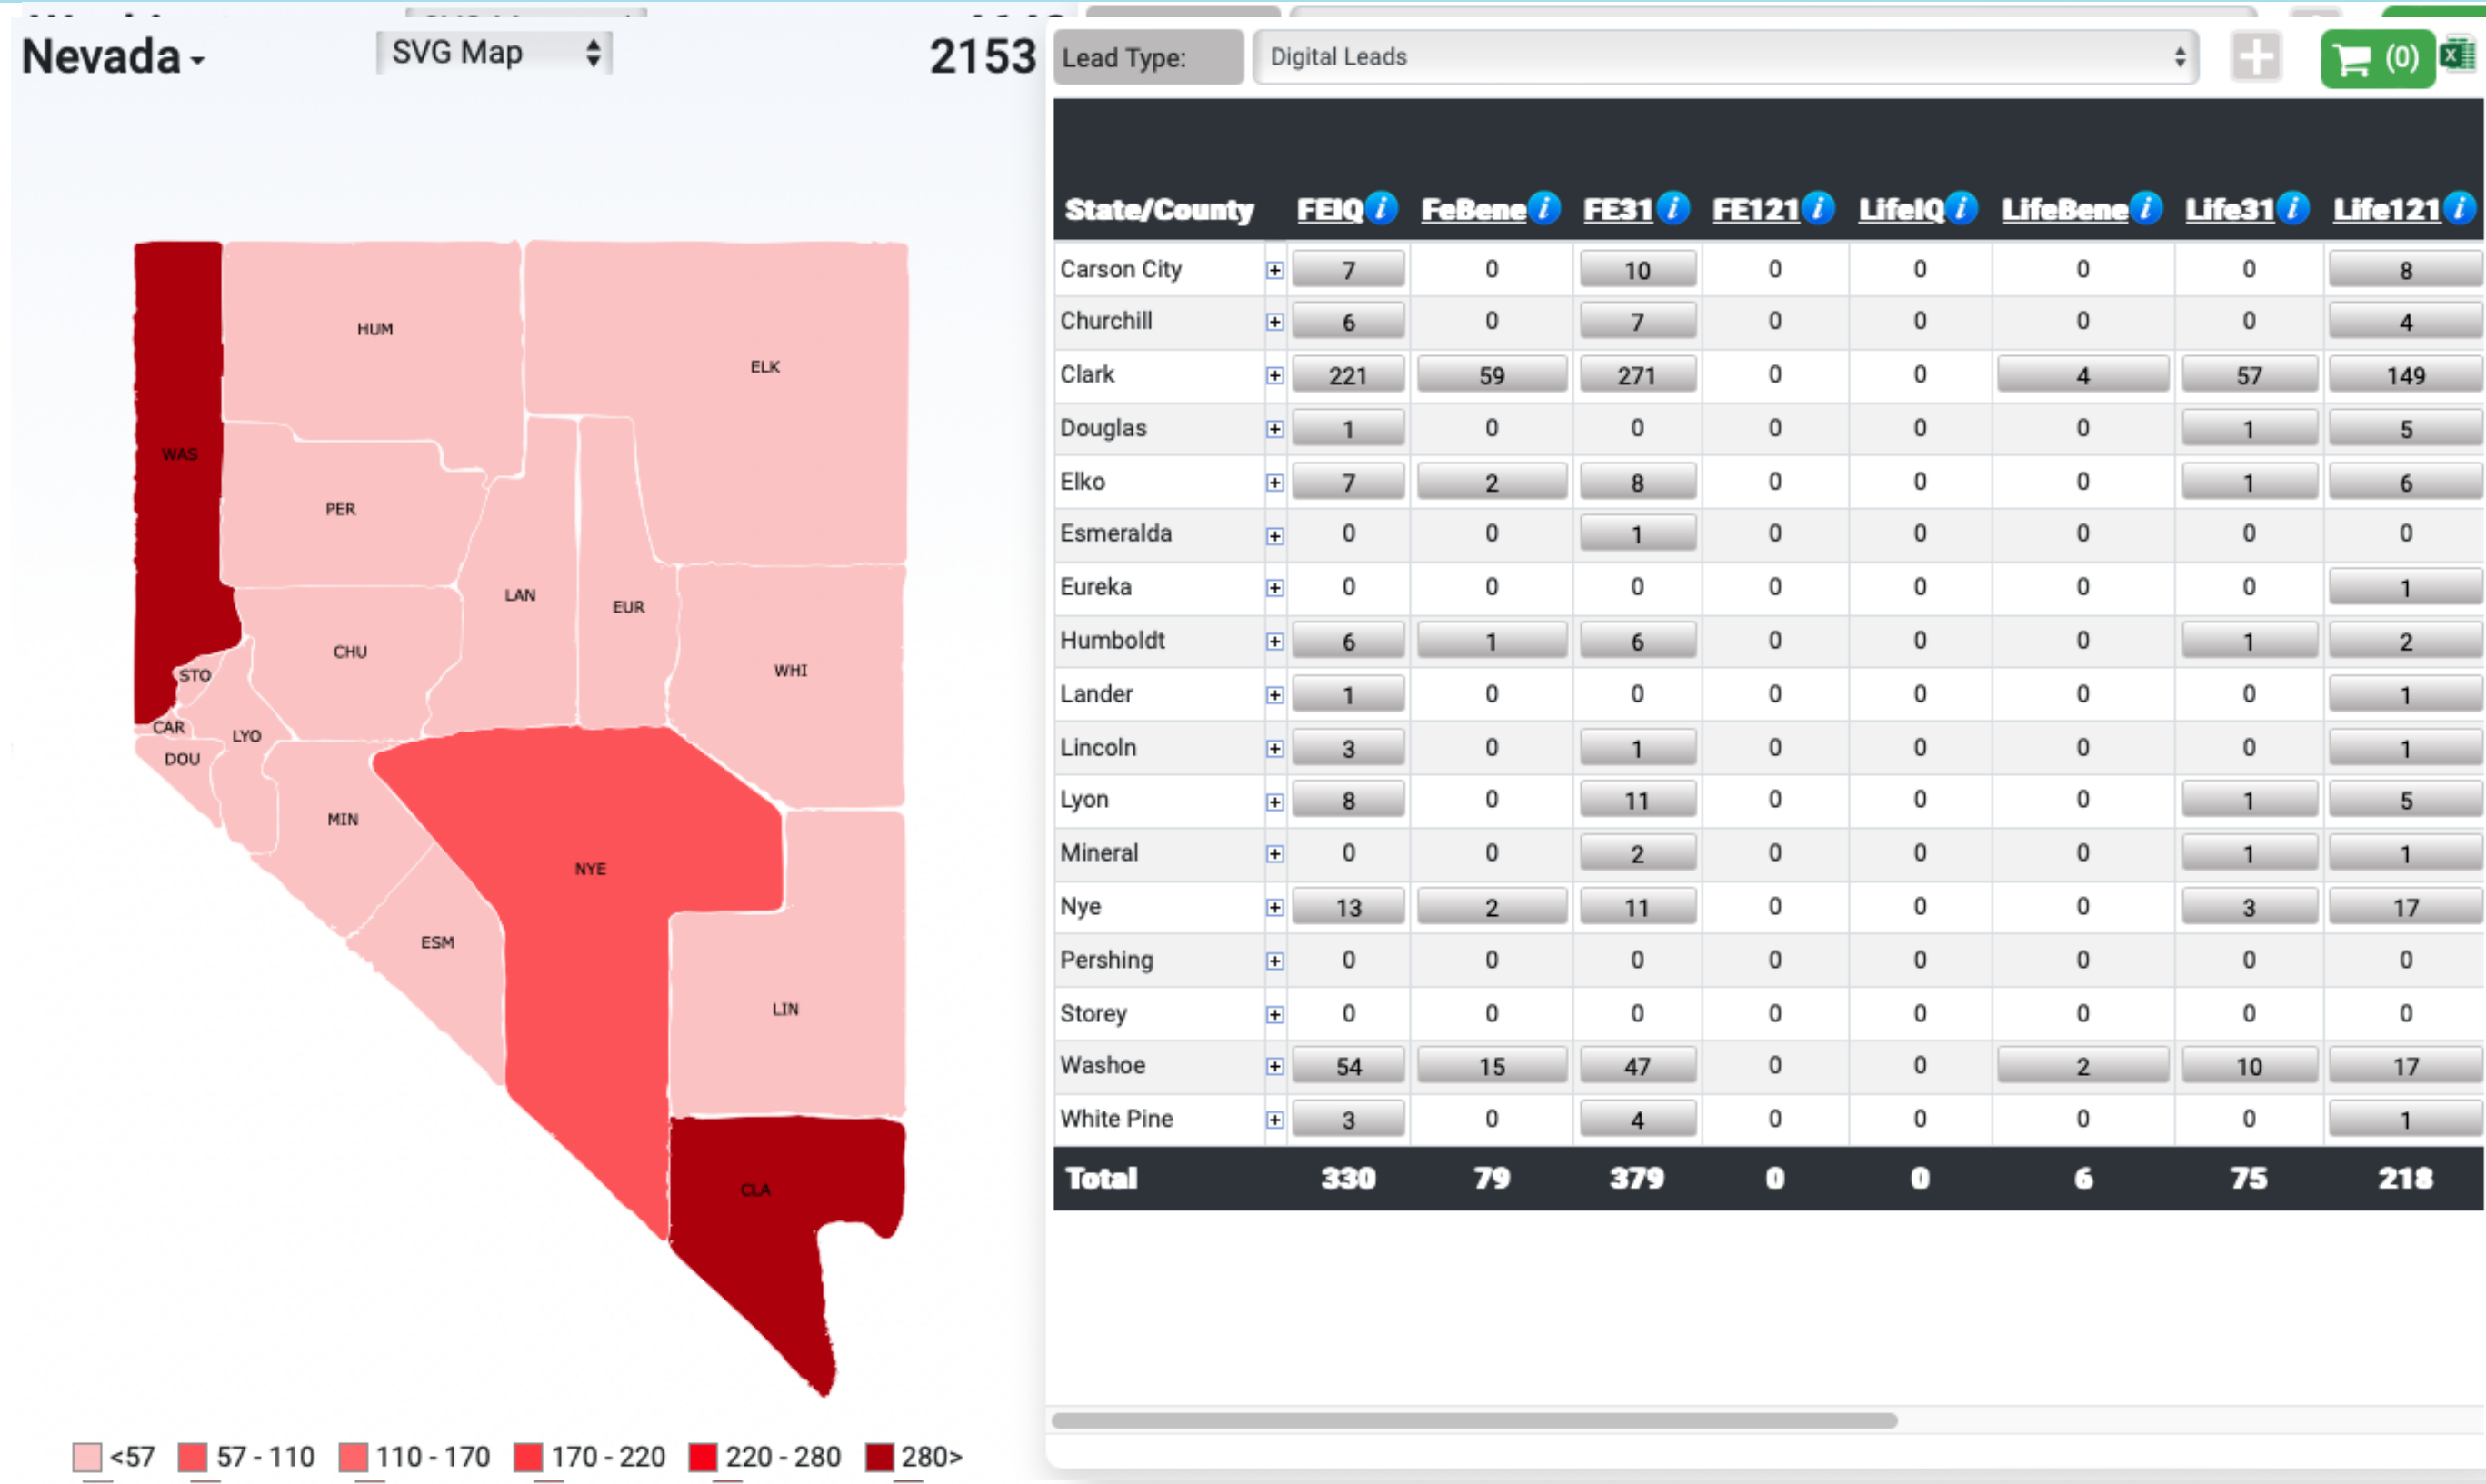 Nevada
SVG Map
2153
Lead Type:
Digital Leads
(0)
State/County FEIQ FeBene FE31 FE121 LifeIQ LifeBene Life31 Life121
Carson City 7 0 10 0 0 0 0 8
Churchill 6 0 7 0 0 0 0 4
Clark 221 59 271 0 0 4 57 149
Douglas 1 0 0 0 0 0 1 5
Elko 7 2 8 0 0 0 1 6
Esmeralda 0 0 1 0 0 0 0 0
Eureka 0 0 0 0 0 0 0 1
Humboldt 6 1 6 0 0 0 1 2
Lander 1 0 0 0 0 0 0 1
Lincoln 3 0 1 0 0 0 0 1
Lyon 8 0 11 0 0 0 1 5
Mineral 0 0 2 0 0 0 1 1
Nye 13 2 11 0 0 0 3 17
Pershing 0 0 0 0 0 0 0 0
Storey 0 0 0 0 0 0 0 0
Washoe 54 15 47 0 0 2 10 17
White Pine 3 0 4 0 0 0 0 1
Total 330 79 379 0 0 6 75 218
HUM
ELK
WAS
PER
LAN
EUR
CHU
WHI
STO
CAR
LYO
DOU
MIN
NYE
ESM
LIN
CLA
<57 57 - 110 110 - 170 170 - 220 220 - 280 280>